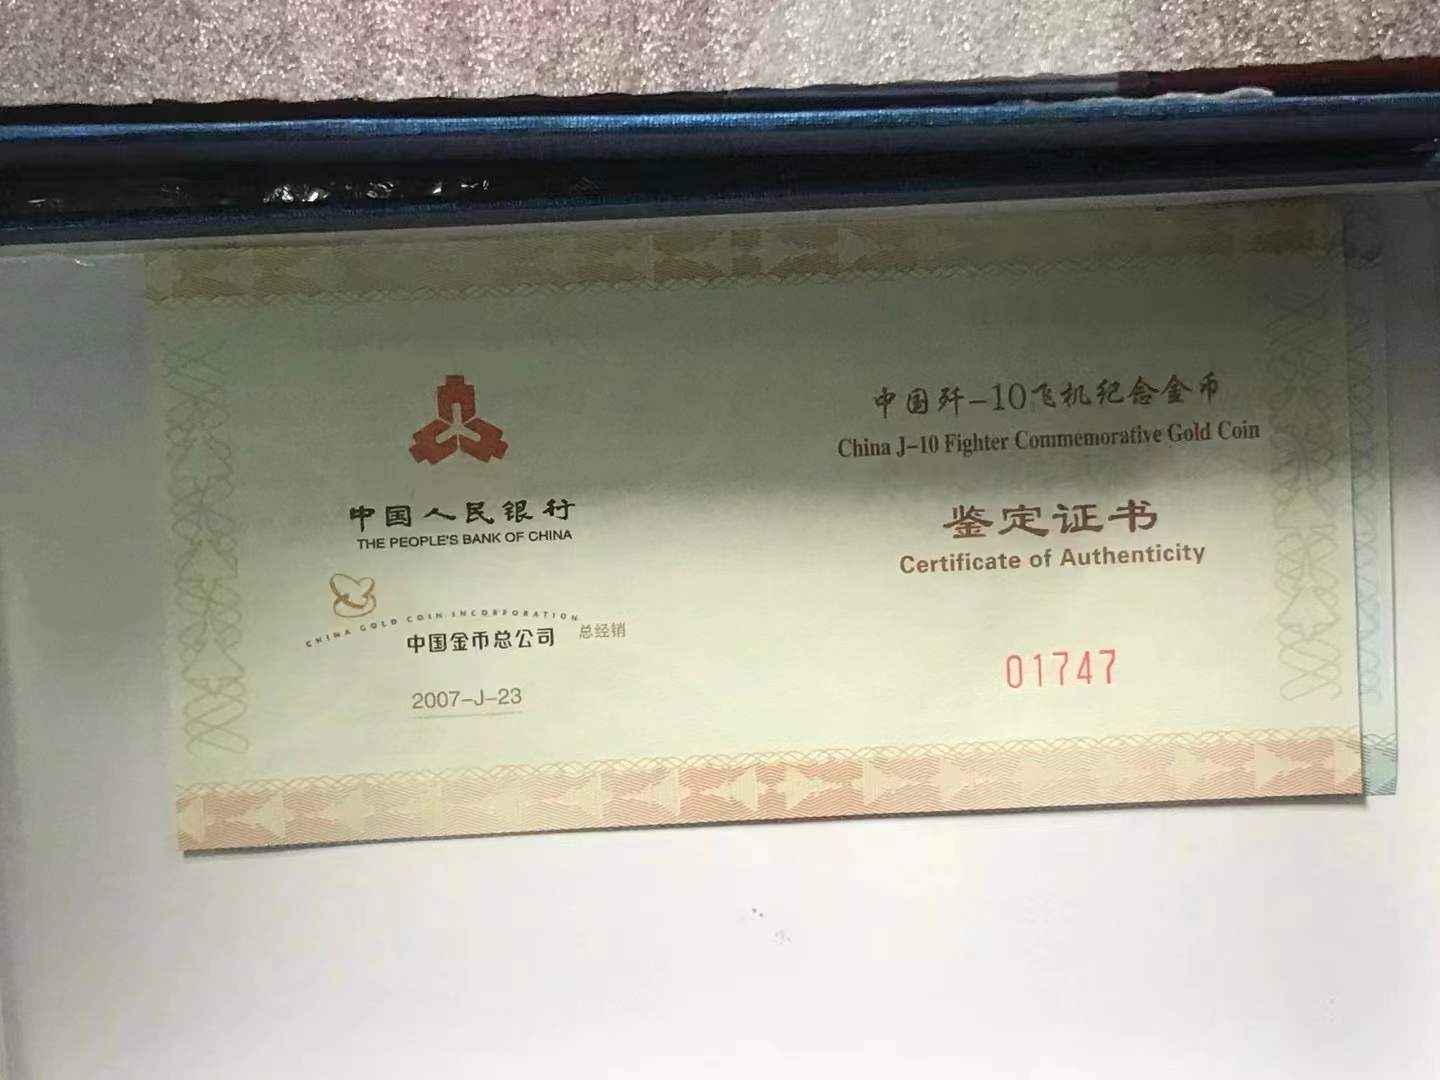 中国人民银行
THE PEOPLE'S BANK OF CHINA
CHINA GOLD COIN INCORPORATION
中国金币总公司 总经销
2007-J-23
中国歼-10飞机纪念金币
China J-10 Fighter Commemorative Gold Coin
鉴定证书
Certificate of Authenticity
01747